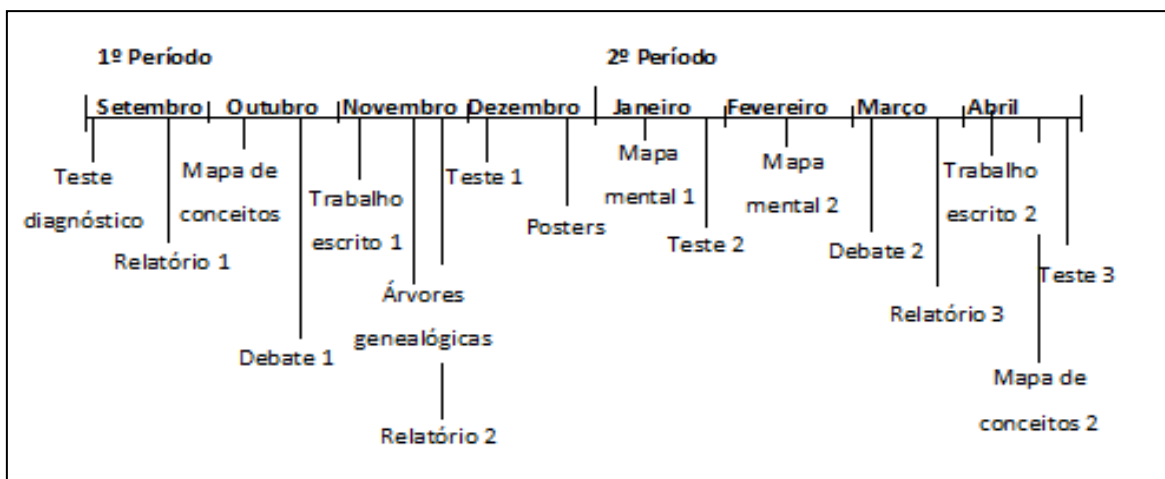 1º Período
2º Período
Setembro Outubro Novembro Dezembro Janeiro Fevereiro Março Abril
Teste
diagnóstico
Relatório 1
Mapa de
conceitos
Debate 1
Trabalho
escrito 1
Árvores
genealógicas
Relatório 2
Teste 1
Posters
Mapa
mental 1
Teste 2
Mapa
mental 2
Debate 2
Relatório 3
Trabalho
escrito 2
Mapa de
conceitos 2
Teste 3